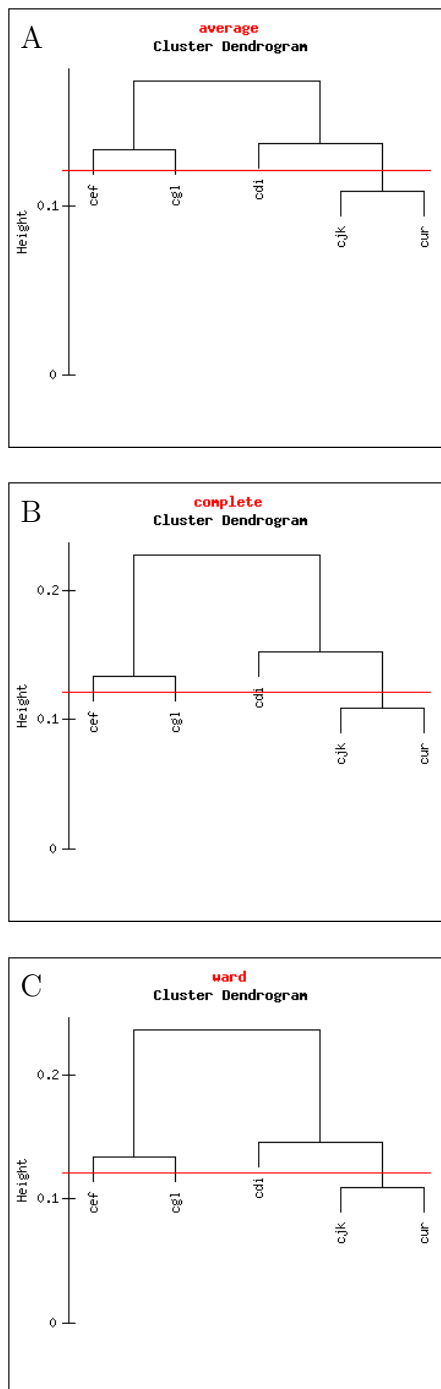 A
average
Cluster Dendrogram
Height
0.1
0
cef
cgl
cdi
cjk
cur
B
complete
Cluster Dendrogram
Height
0.2
0.1
0
cef
cgl
cdi
cjk
cur
C
ward
Cluster Dendrogram
Height
0.2
0.1
0
cef
cgl
cdi
cjk
cur